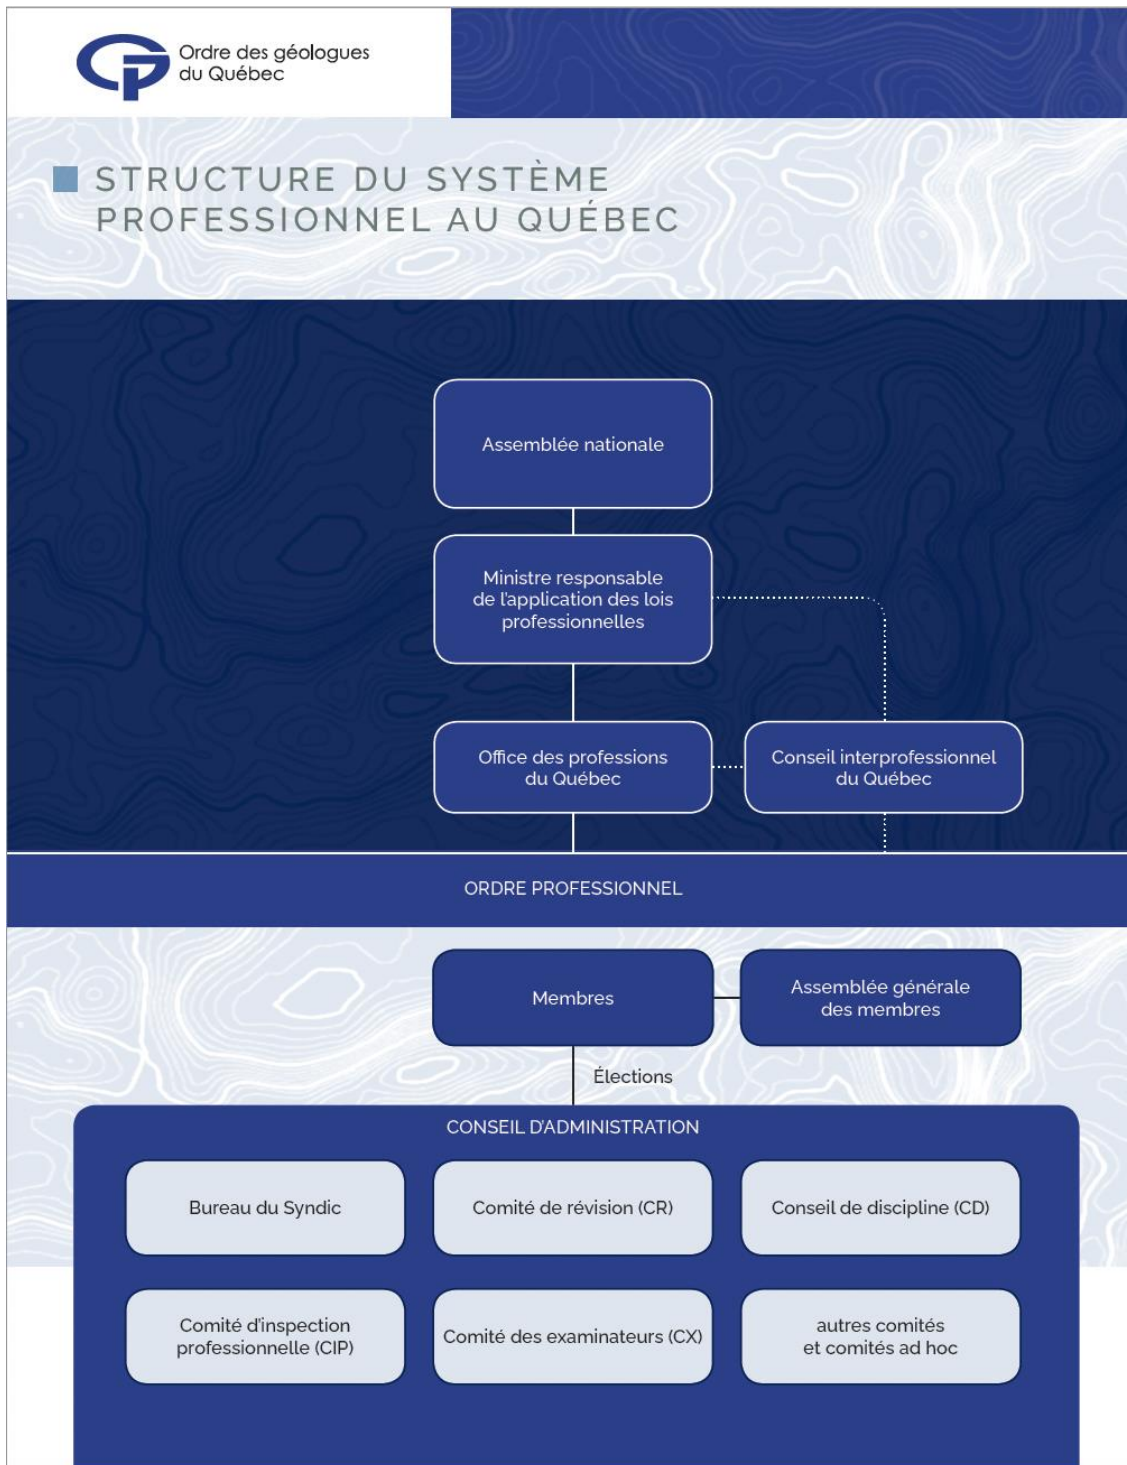 Ordre des géologues
du Québec
STRUCTURE DU SYSTÈME
PROFESSIONNEL AU QUÉBEC
Assemblée nationale
Ministre responsable
de l'application des lois
professionnelles
Office des professions
du Québec
Conseil interprofessionnel
du Québec
ORDRE PROFESSIONNEL
Membres
Assemblée générale
des membres
Élections
CONSEIL D'ADMINISTRATION
Bureau du Syndic
Comité de révision (CR)
Conseil de discipline (CD)
Comité d'inspection
professionnelle (CIP)
Comité des examinateurs (CX)
autres comités
et comités ad hoc